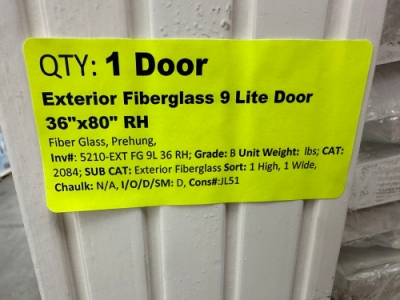 QTY: 1 Door
Exterior Fiberglass 9 Lite Door
36"x80" RH
Fiber Glass, Prehung,
Inv#: 5210-EXT FG 9L 36 RH; Grade: B Unit Weight: lbs; CAT:
2084; SUB CAT: Exterior Fiberglass Sort: 1 High, 1 Wide,
Chaulk: N/A, I/O/D/SM: D, Cons#:JL51